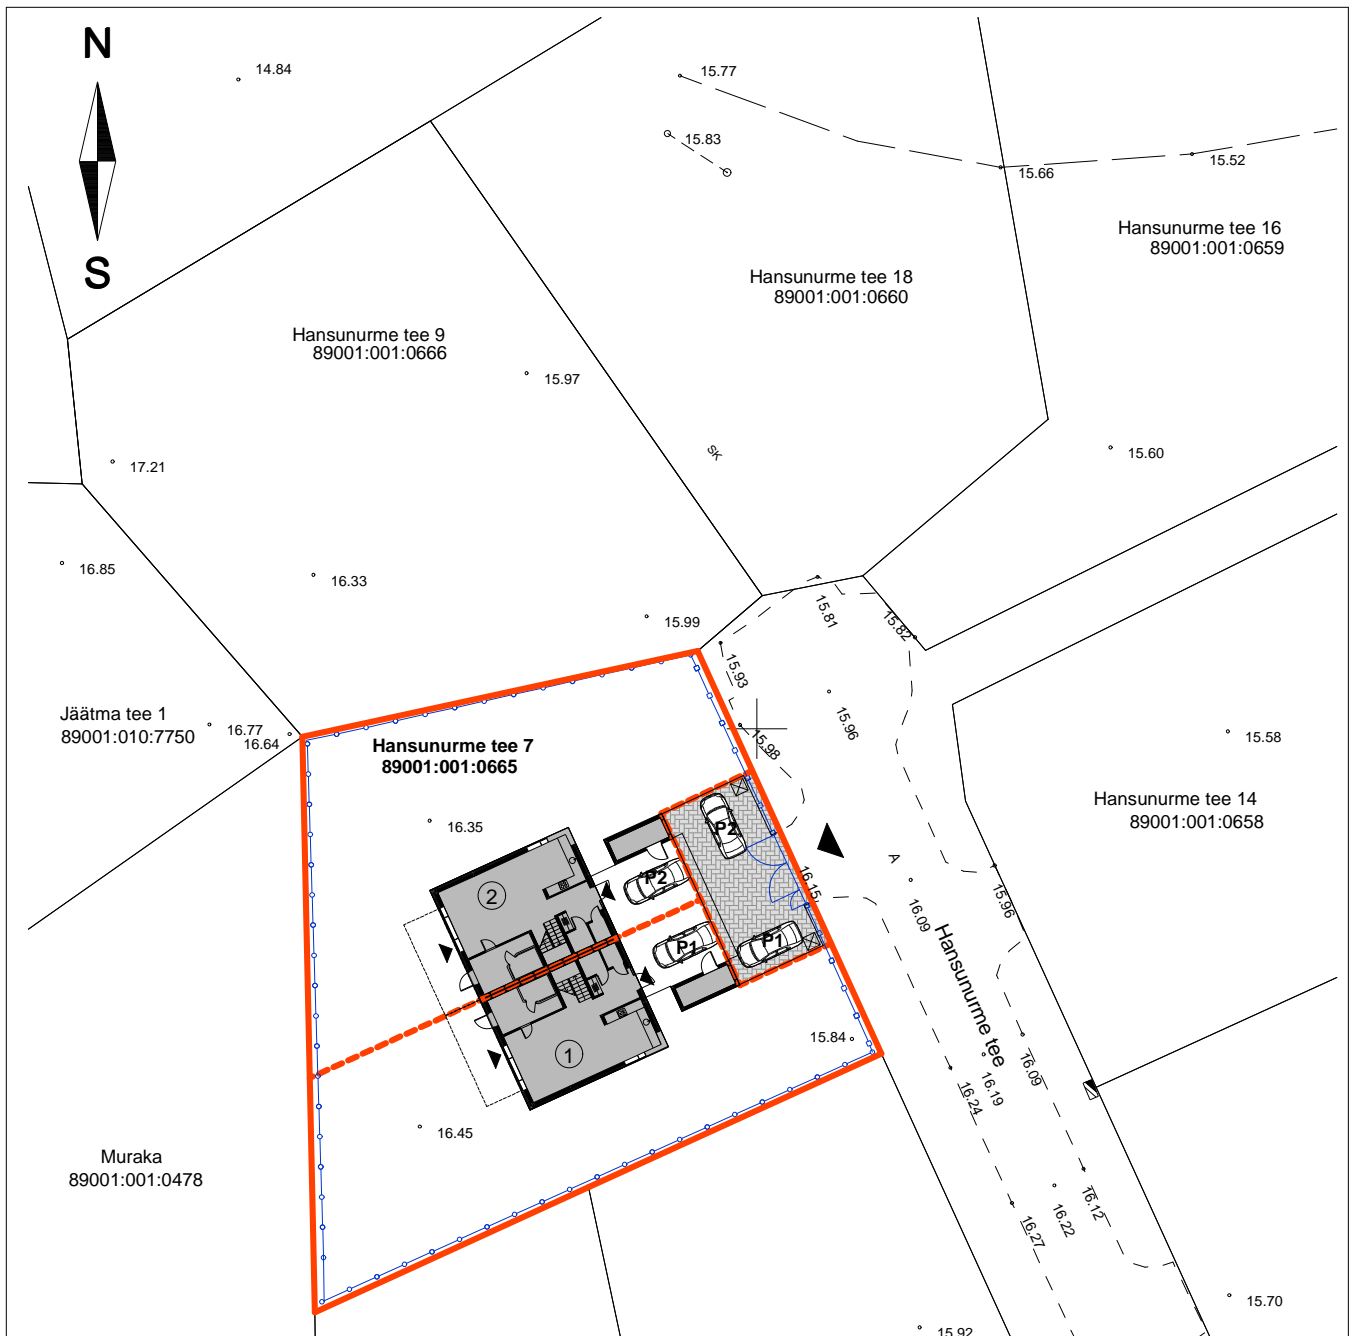 N
14.84
15.77
15.83
15.66
15.52
S
Hansunurme tee 16
89001:001:0659
Hansunurme tee 18
89001:001:0660
Hansunurme tee 9
89001:001:0666
15.97
SK
17.21
15.60
16.85
16.33
15.99
15.81
15.82
15.93
15.96
15.98
Jäätma tee 1
89001:010:7750
16.77
16.64
Hansunurme tee 7
89001:001:0665
15.58
Hansunurme tee 14
89001:001:0658
16.35
P2
P2
A
16.15
16.09
15.96
2
P1
P1
Hansunurme tee
15.84
1
16.09
16.19
16.24
16.45
Muraka
89001:001:0478
16.12
16.22
16.27
15.70
15.92